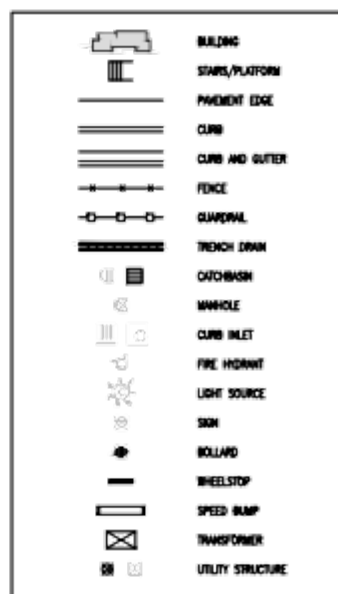 BUILDING
STAIRS/PLATFORM
PAVEMENT EDGE
CURB
CURB AND GUTTER
FENCE
GUARDRAIL
TRENCH DRAIN
CATCHBASIN
MANHOLE
CURB INLET
FIRE HYDRANT
LIGHT SOURCE
SIGN
BOLLARD
WHEELSTOP
SPEED BUMP
TRANSFORMER
UTILITY STRUCTURE